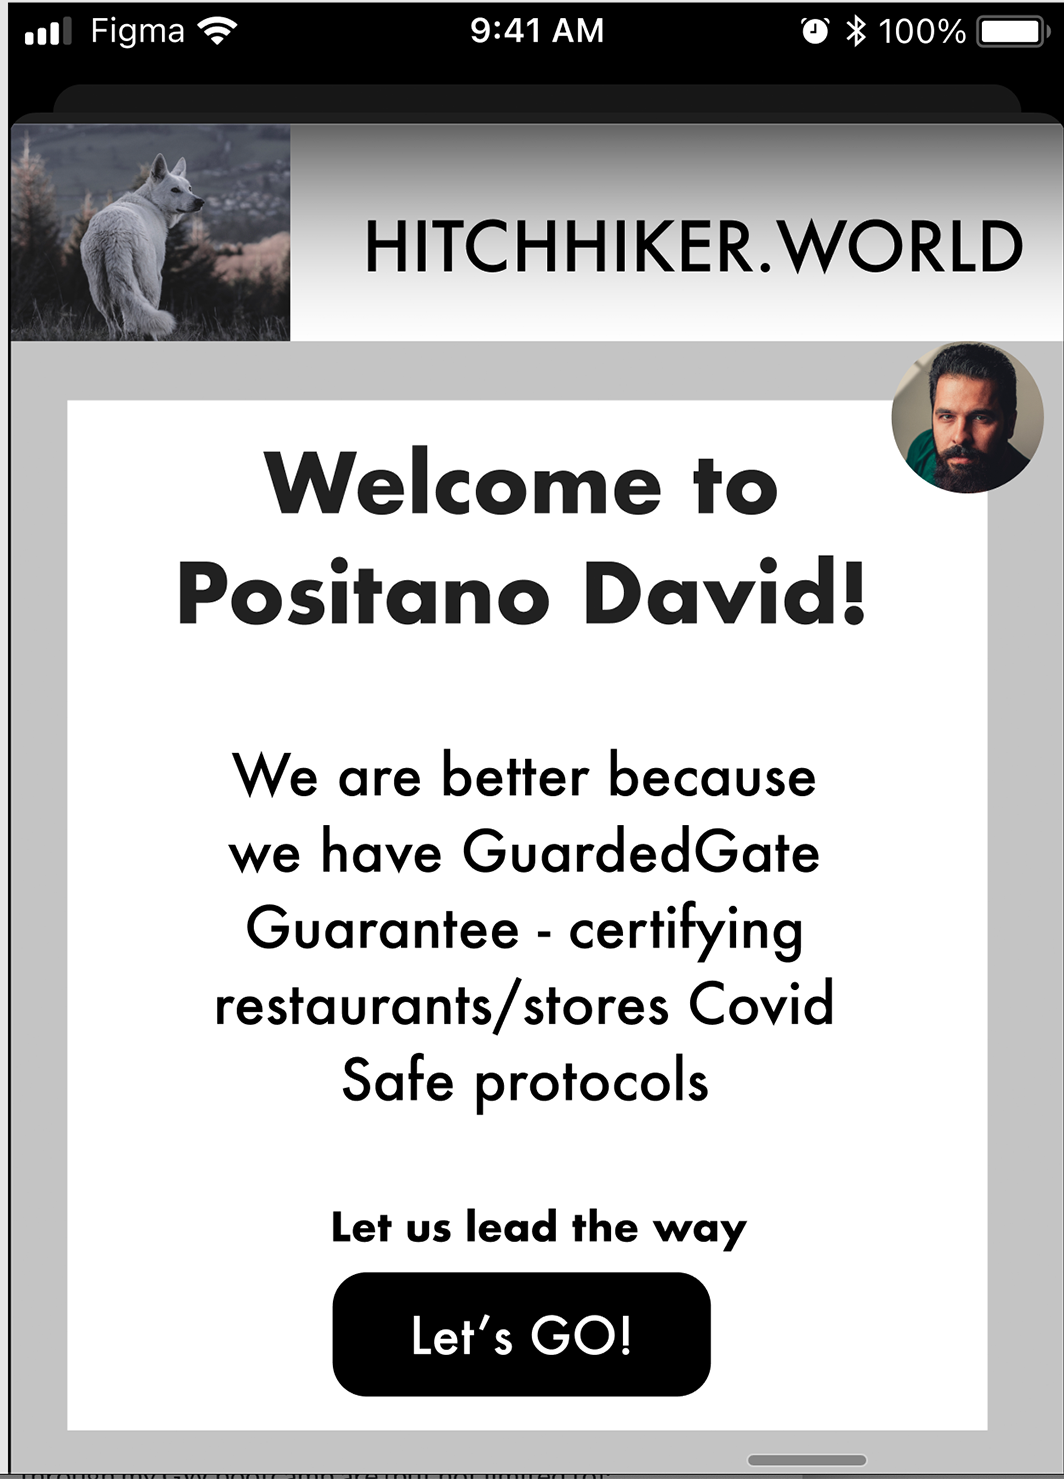 Figma 9:41 AM 100%
HITCHHIKER.WORLD
Welcome to
Positano David!
We are better because
we have GuardedGate
Guarantee - certifying
restaurants/stores Covid
Safe protocols
Let us lead the way
Let’s GO!